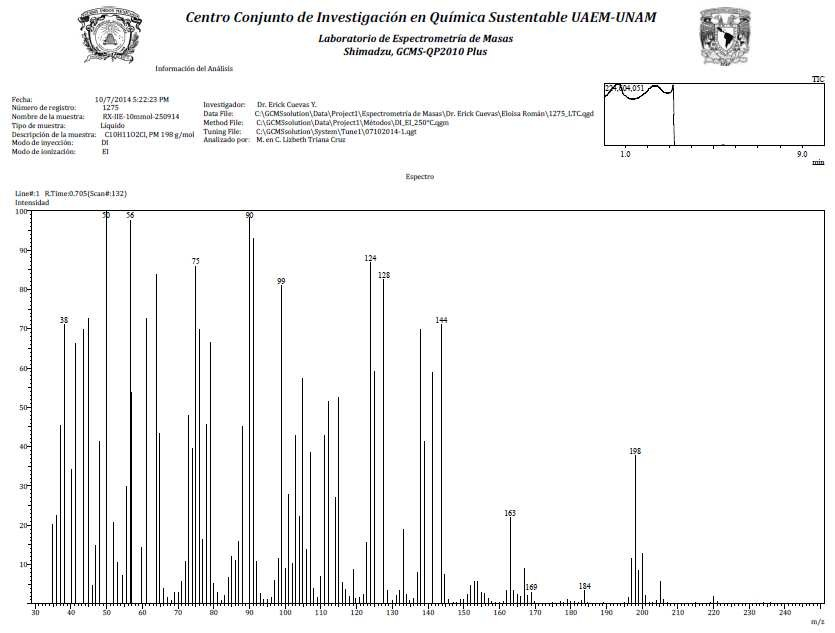 Centro Conjunto de Investigación en Química Sustentable UAEM-UNAM
Laboratorio de Espectrometría de Masas
Shimadzu, GCMS-QP2010 Plus
Información del Análisis
Fecha: 10/7/2014 5:22:23 PM
Número de registro: 1275
Nombre de la muestra: RX-IIE-10mmol-250914
Tipo de muestra: Líquido
Descripción de la muestra: C10H11O2Cl, PM 198 g/mol
Modo de inyección: DI
Modo de ionización: EI
Investigador: Dr. Erick Cuevas Y.
Data File: C:\GCMSsolution\Data\Project1\Espectrometría de Masas\Dr. Erick Cuevas\Eloisa Román\1275_LTC.qgd
Method File: C:\GCMSsolution\Data\Project1\Métodos\DI_EI_250°C.qgm
Tuning File: C:\GCMSsolution\System\Tune1\07102014-1.qgt
Analizado por: M. en C. Lizbeth Triana Cruz
TIC
224,604,051
1.0 9.0
min
Espectro
Line#:1 R.Time:0.705(Scan#:132)
Intensidad
100
90
80
70
60
50
40
30
20
10
38
50
56
75
90
99
124
128
144
163
169
184
198
30 40 50 60 70 80 90 100 110 120 130 140 150 160 170 180 190 200 210 220 230 240
m/z